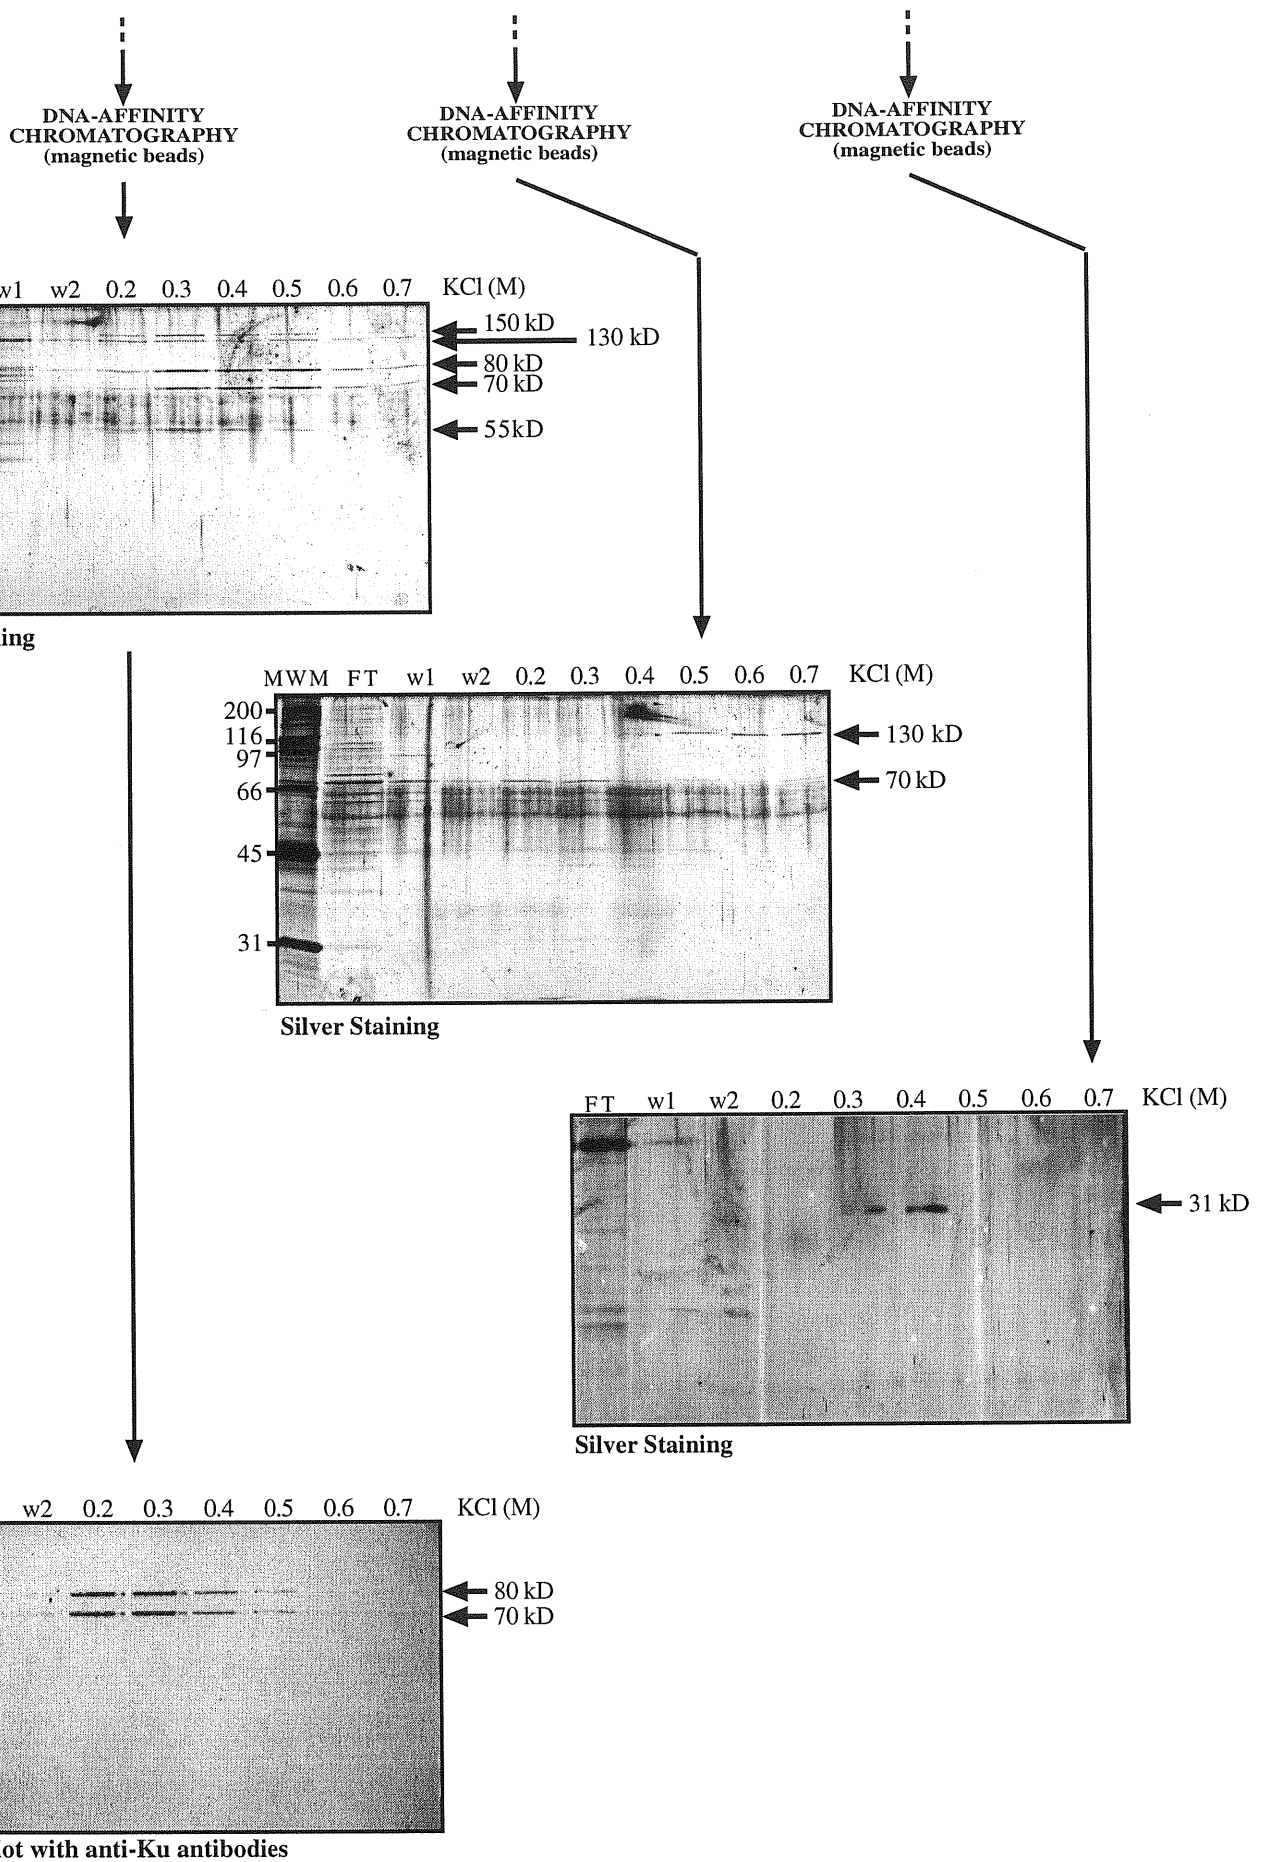 DNA-AFFINITY
CHROMATOGRAPHY
(magnetic beads)
DNA-AFFINITY
CHROMATOGRAPHY
(magnetic beads)
DNA-AFFINITY
CHROMATOGRAPHY
(magnetic beads)
w1 w2 0.2 0.3 0.4 0.5 0.6 0.7 KCl (M)
150 kD
130 kD
80 kD
70 kD
55kD
ing
MWM FT w1 w2 0.2 0.3 0.4 0.5 0.6 0.7 KCl (M)
200
116
97
66
45
31
130 kD
70 kD
Silver Staining
FT w1 w2 0.2 0.3 0.4 0.5 0.6 0.7 KCl (M)
31 kD
Silver Staining
w2 0.2 0.3 0.4 0.5 0.6 0.7 KCl (M)
80 kD
70 kD
lot with anti-Ku antibodies